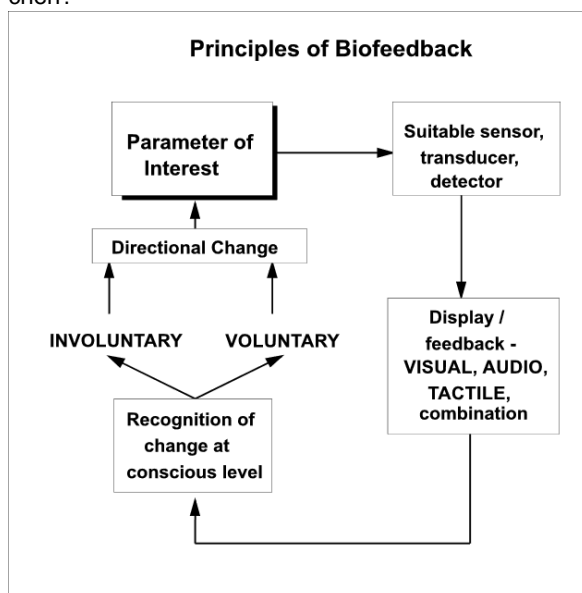 Principles of Biofeedback
Parameter of
Interest
Suitable sensor,
transducer,
detector
Directional Change
INVOLUNTARY
VOLUNTARY
Display /
feedback -
VISUAL, AUDIO,
TACTILE,
combination
Recognition of
change at
conscious level